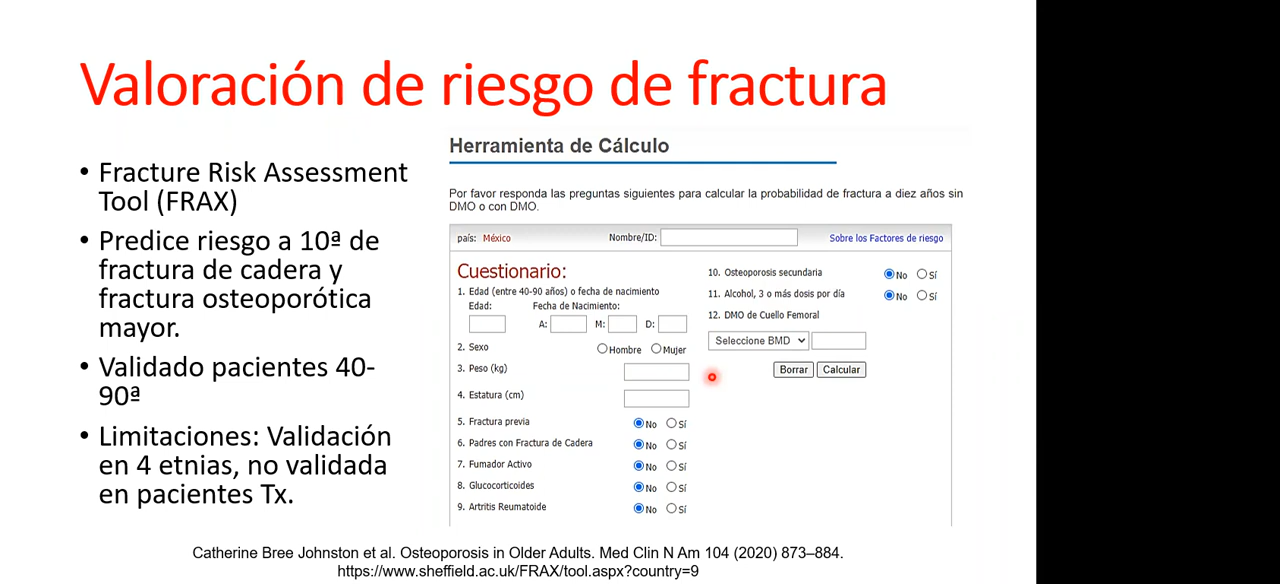 Valoración de riesgo de fractura
• Fracture Risk Assessment
Tool (FRAX)
• Predice riesgo a 10ª de
fractura de cadera y
fractura osteoporótica
mayor.
• Validado pacientes 40-
90ª
• Limitaciones: Validación
en 4 etnias, no validada
en pacientes Tx.
Herramienta de Cálculo
Por favor responda las preguntas siguientes para calcular la probabilidad de fractura a diez años sin
DMO o con DMO.
país: México Nombre/ID: Sobre los Factores de riesgo
Cuestionario:
1. Edad (entre 40-90 años) o fecha de nacimiento
Edad: Fecha de Nacimiento:
A: M: D:
2. Sexo Hombre Mujer
3. Peso (kg)
4. Estatura (cm)
5. Fractura previa No Sí
6. Padres con Fractura de Cadera No Sí
7. Fumador Activo No Sí
8. Glucocorticoides No Sí
9. Artritis Reumatoide No Sí
10. Osteoporosis secundaria No Sí
11. Alcohol, 3 o más dosis por día No Sí
12. DMO de Cuello Femoral
Seleccione BMD
Borrar Calcular
Catherine Bree Johnston et al. Osteoporosis in Older Adults. Med Clin N Am 104 (2020) 873–884.
https://www.sheffield.ac.uk/FRAX/tool.aspx?country=9